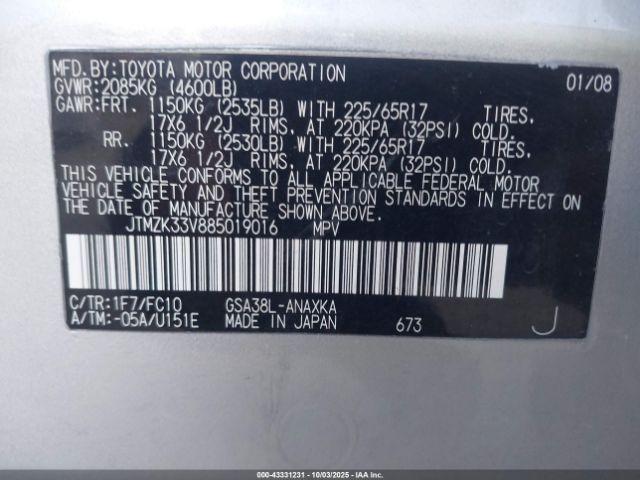 MFD.BY:TOYOTA MOTOR CORPORATION 01/08
GVWR:2085KG (4600LB)
GAWR:FRT. 1150KG (2535LB) WITH 225/65R17 TIRES,
17X6 1/2J RIMS, AT 220KPA (32PSI) COLD.
RR. 1150KG (2530LB) WITH 225/65R17 TIRES,
17X6 1/2J RIMS, AT 220KPA (32PSI) COLD.
THIS VEHICLE CONFORMS TO ALL APPLICABLE FEDERAL MOTOR
VEHICLE SAFETY AND THEFT PREVENTION STANDARDS IN EFFECT ON
THE DATE OF MANUFACTURE SHOWN ABOVE.
JTMZK33V885019016 MPV
C/TR:1F7/FC10 GSA38L-ANAXKA
A/TM:-05A/U151E MADE IN JAPAN 673 J
000-43331231 - 10/03/2025 - IAA Inc.